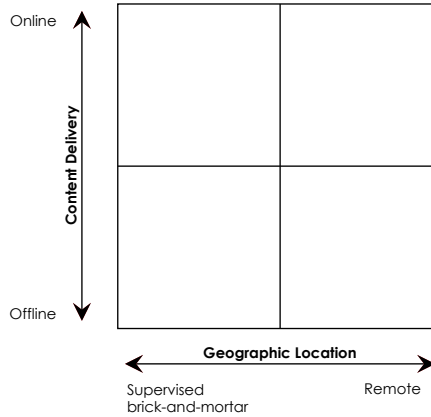 Online
Content Delivery
Offline
Geographic Location
Supervised
brick-and-mortar
Remote